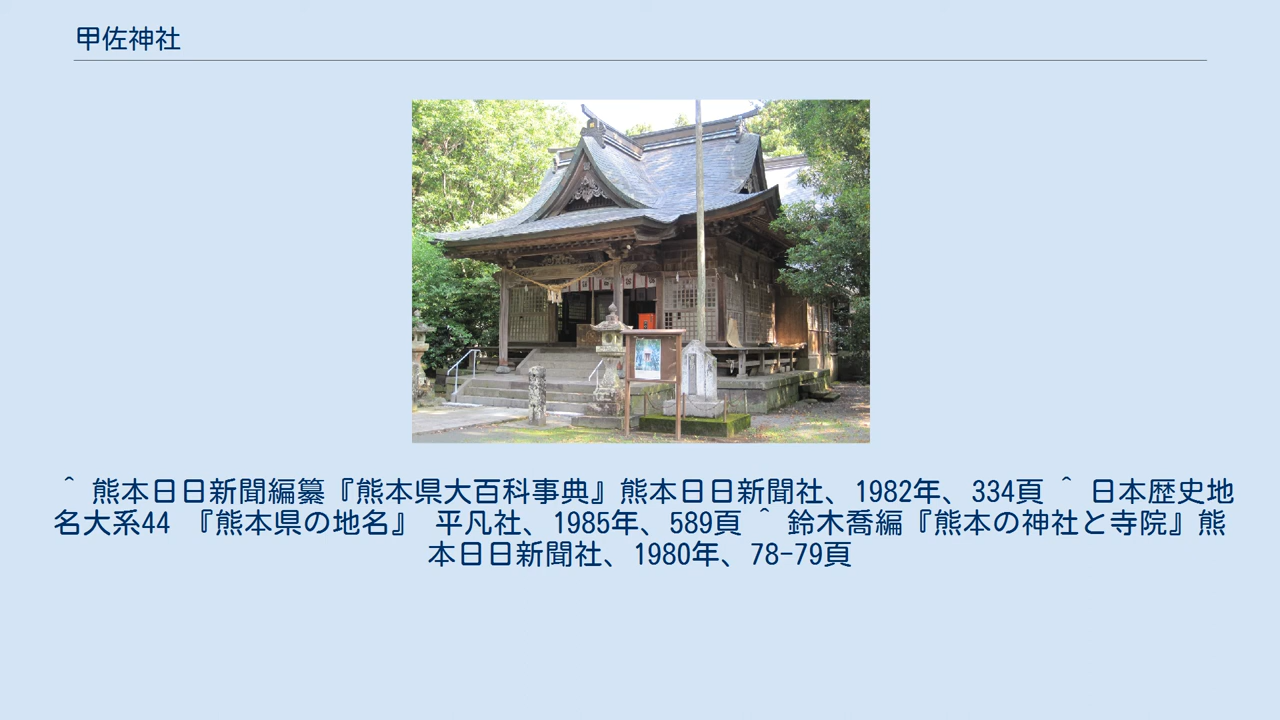 甲佐神社
^ 熊本日日新聞編纂『熊本県大百科事典』熊本日日新聞社、1982年、334頁 ^ 日本歴史地
名大系44 『熊本県の地名』 平凡社、1985年、589頁 ^ 鈴木喬編『熊本の神社と寺院』熊
本日日新聞社、1980年、78-79頁